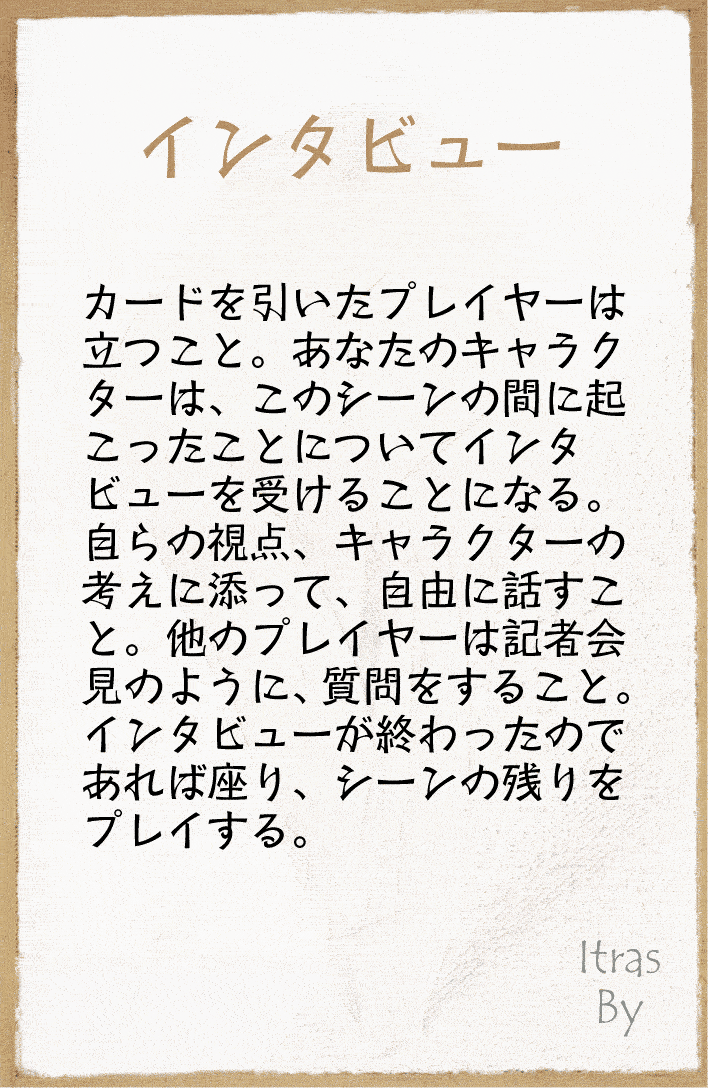 インタビュー
カードを引いたプレイヤーは
立つこと。あなたのキャラク
ターは、このシーンの間に起
こったことについてインタ
ビューを受けることになる。
自らの視点、キャラクターの
考えに添って、自由に話すこ
と。他のプレイヤーは記者会
見のように、質問をすること。
インタビューが終わったので
あれば座り、シーンの残りを
プレイする。
Itras
By